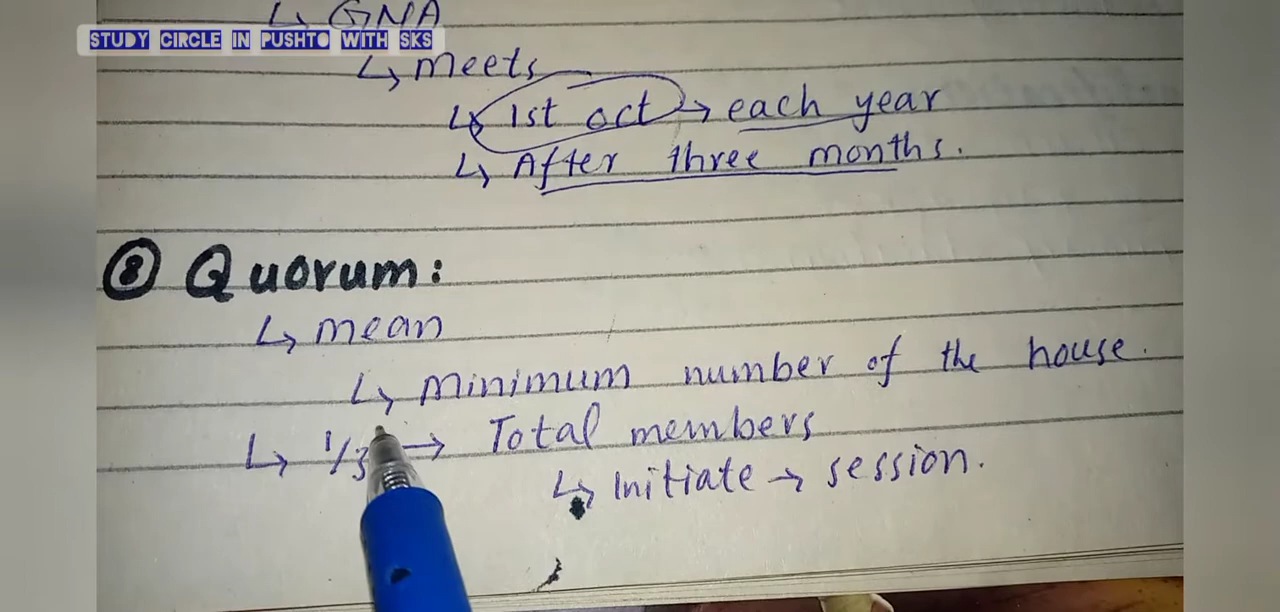 ↳ GNA
STUDY CIRCLE IN PUSHTO WITH SKS
↳ meets
↳ 1st oct → each year
↳ After three months.
⑧ Quorum:
↳ mean
↳ Minimum number of the house.
↳ 1/3 → Total members
↳ Initiate → session.